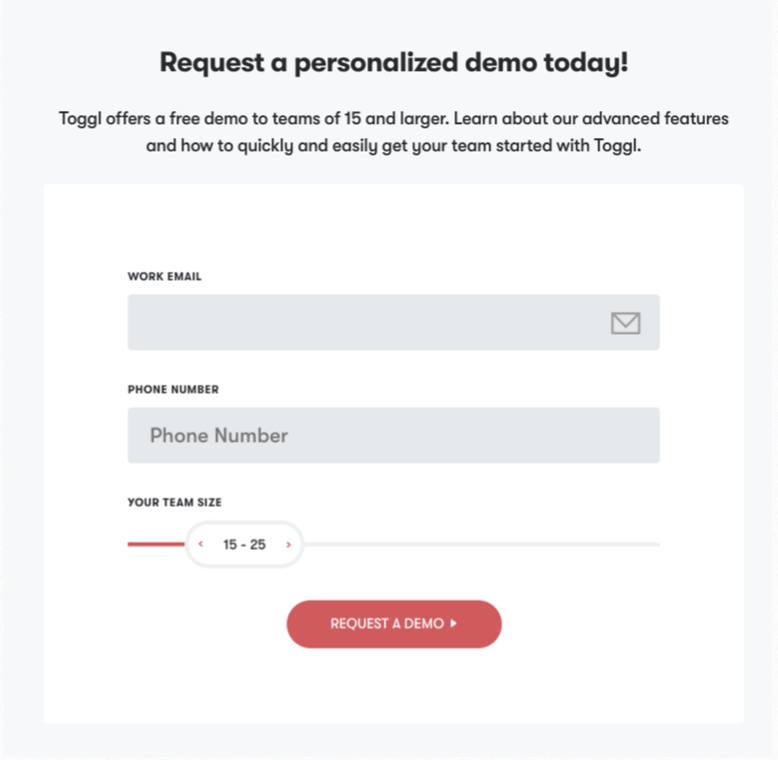 Request a personalized demo today!
Toggl offers a free demo to teams of 15 and larger. Learn about our advanced features
and how to quickly and easily get your team started with Toggl.
WORK EMAIL
PHONE NUMBER
Phone Number
YOUR TEAM SIZE
15 - 25
REQUEST A DEMO